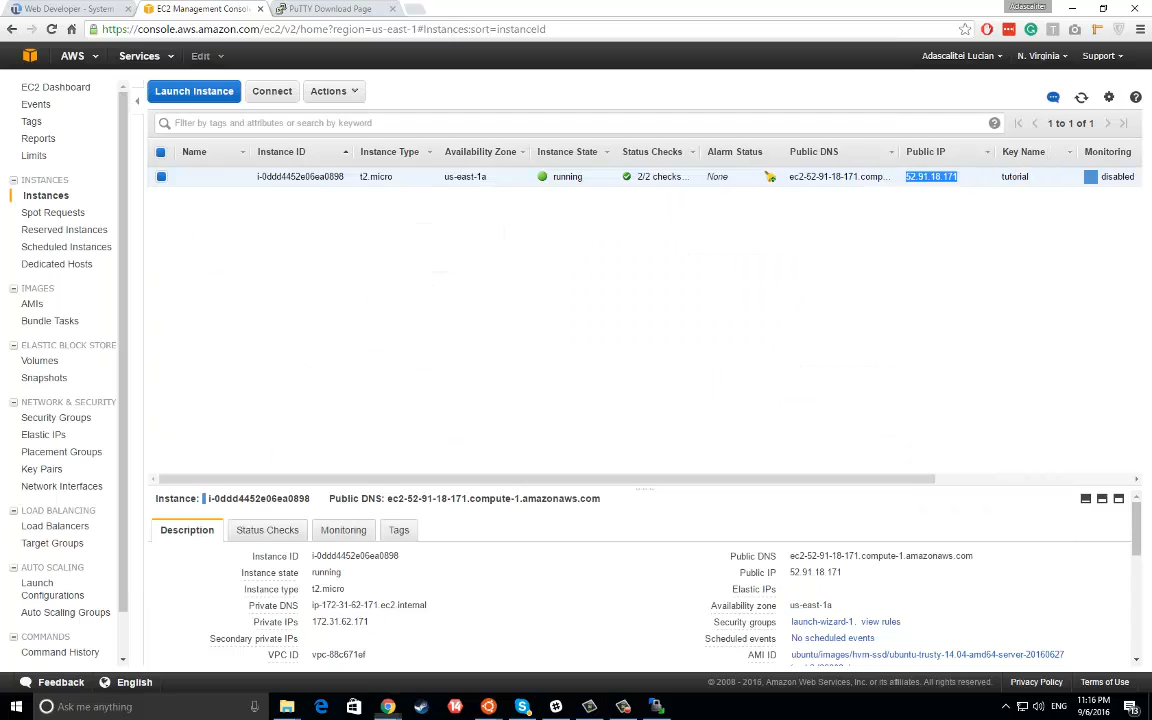 Web Developer - System
EC2 Management Conso
PuTTY Download Page
Adascalitei
https://console.aws.amazon.com/ec2/v2/home?region=us-east-1#Instances:sort=instanceId
AWS Services Edit Adascalitei Lucian N. Virginia Support
EC2 Dashboard
Events
Tags
Reports
Limits
INSTANCES
Instances
Spot Requests
Reserved Instances
Scheduled Instances
Dedicated Hosts
IMAGES
AMIs
Bundle Tasks
ELASTIC BLOCK STORE
Volumes
Snapshots
NETWORK & SECURITY
Security Groups
Elastic IPs
Placement Groups
Key Pairs
Network Interfaces
LOAD BALANCING
Load Balancers
Target Groups
AUTO SCALING
Launch
Configurations
Auto Scaling Groups
COMMANDS
Command History
Launch Instance Connect Actions
Filter by tags and attributes or search by keyword
1 to 1 of 1
Name Instance ID Instance Type Availability Zone Instance State Status Checks Alarm Status Public DNS Public IP Key Name Monitoring
i-0ddd4452e06ea0898 t2.micro us-east-1a running 2/2 checks... None ec2-52-91-18-171.comp... 52.91.18.171 tutorial disabled
Instance: i-0ddd4452e06ea0898 Public DNS: ec2-52-91-18-171.compute-1.amazonaws.com
Description Status Checks Monitoring Tags
Instance ID i-0ddd4452e06ea0898 Public DNS ec2-52-91-18-171.compute-1.amazonaws.com
Instance state running Public IP 52.91.18.171
Instance type t2.micro Elastic IPs
Private DNS ip-172-31-62-171.ec2.internal Availability zone us-east-1a
Private IPs 172.31.62.171 Security groups launch-wizard-1. view rules
Secondary private IPs Scheduled events No scheduled events
VPC ID vpc-88c671ef AMI ID ubuntu/images/hvm-ssd/ubuntu-trusty-14.04-amd64-server-20160627
Feedback English © 2008 - 2016, Amazon Web Services, Inc. or its affiliates. All rights reserved. Privacy Policy Terms of Use
Ask me anything
ENG
11:16 PM
9/6/2016